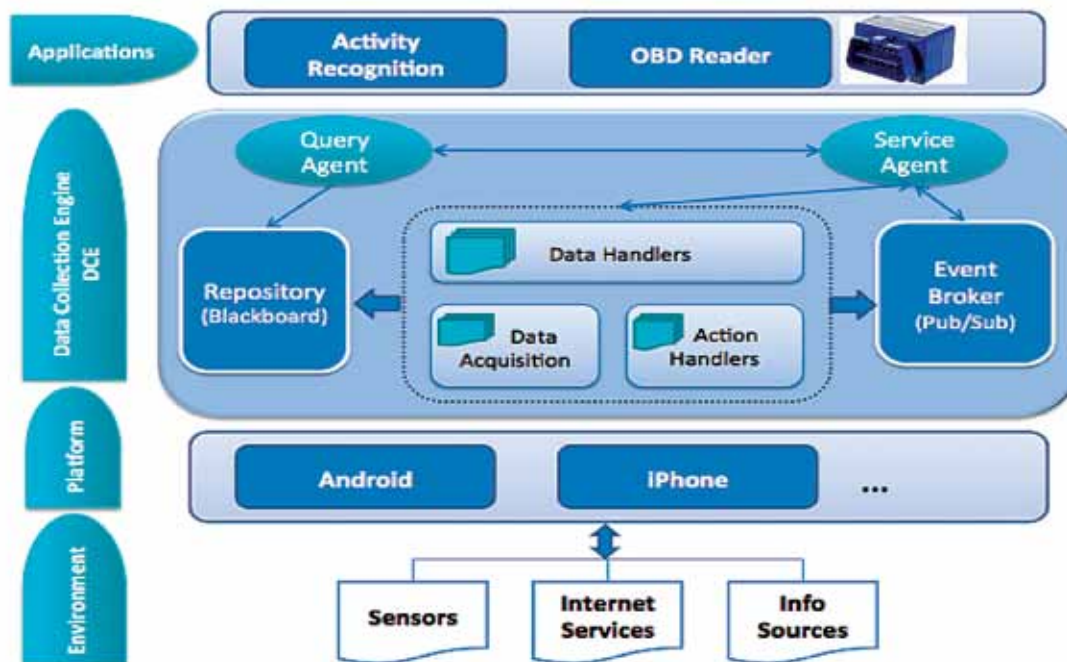 Applications
Activity
Recognition
OBD Reader
Data Collection Engine
DCE
Query
Agent
Service
Agent
Repository
(Blackboard)
Data Handlers
Data
Acquisition
Action
Handlers
Event
Broker
(Pub/Sub)
Platform
Android
iPhone
...
Environment
Sensors
Internet
Services
Info
Sources